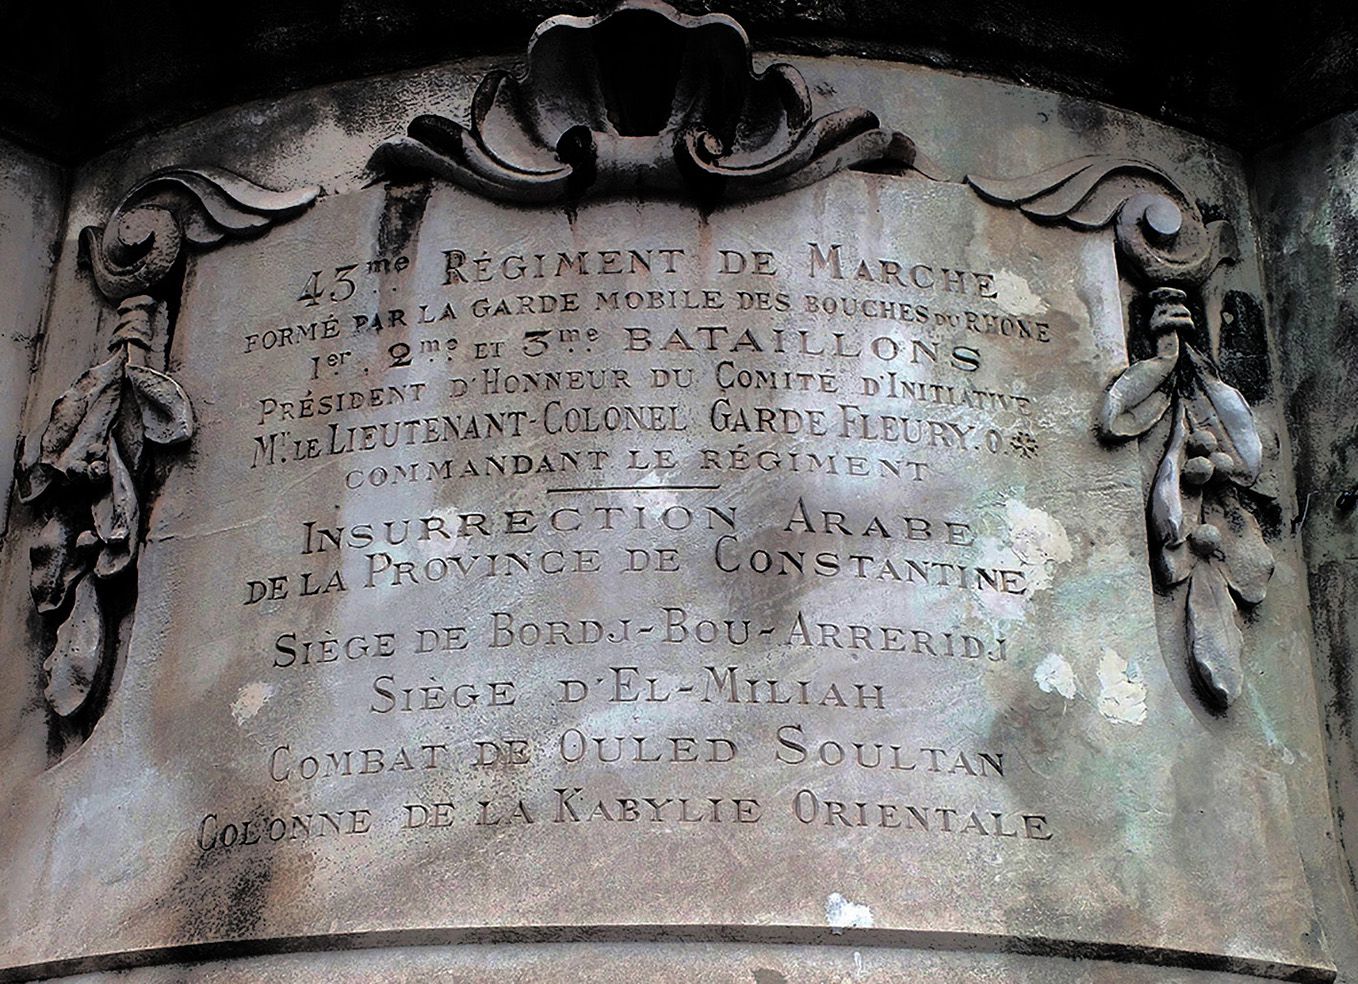 43me RÉGIMENT DE MARCHE
FORMÉ PAR LA GARDE MOBILE DES BOUCHES DU RHONE
1er. 2me. ET 3me. BATAILLONS
PRÉSIDENT D'HONNEUR DU COMITE D'INITIATIVE
Mr. LE LIEUTENANT-COLONEL GARDE FLEURY.O.
COMMANDANT LE RÉGIMENT
INSURRECTION ARABE
DE LA PROVINCE DE CONSTANTINE
SIÈGE DE BORDJ-BOU-ARRERIDJ
SIÈGE D'EL-MILIAH
COMBAT DE OULED SOULTAN
COLONNE DE LA KABYLIE ORIENTALE